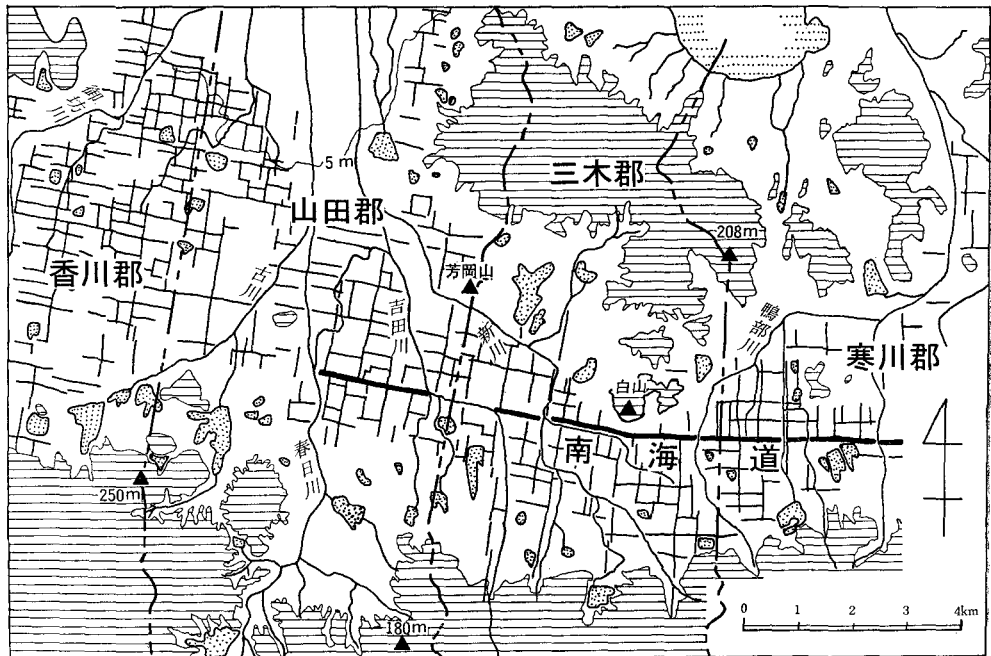 三木郡
5 m
山田郡
208m
香川郡
芳岡山
古川
吉田川
新川
鴨部川
寒川郡
白山
南海道
春日川
250m
0 1 2 3 4km
180m